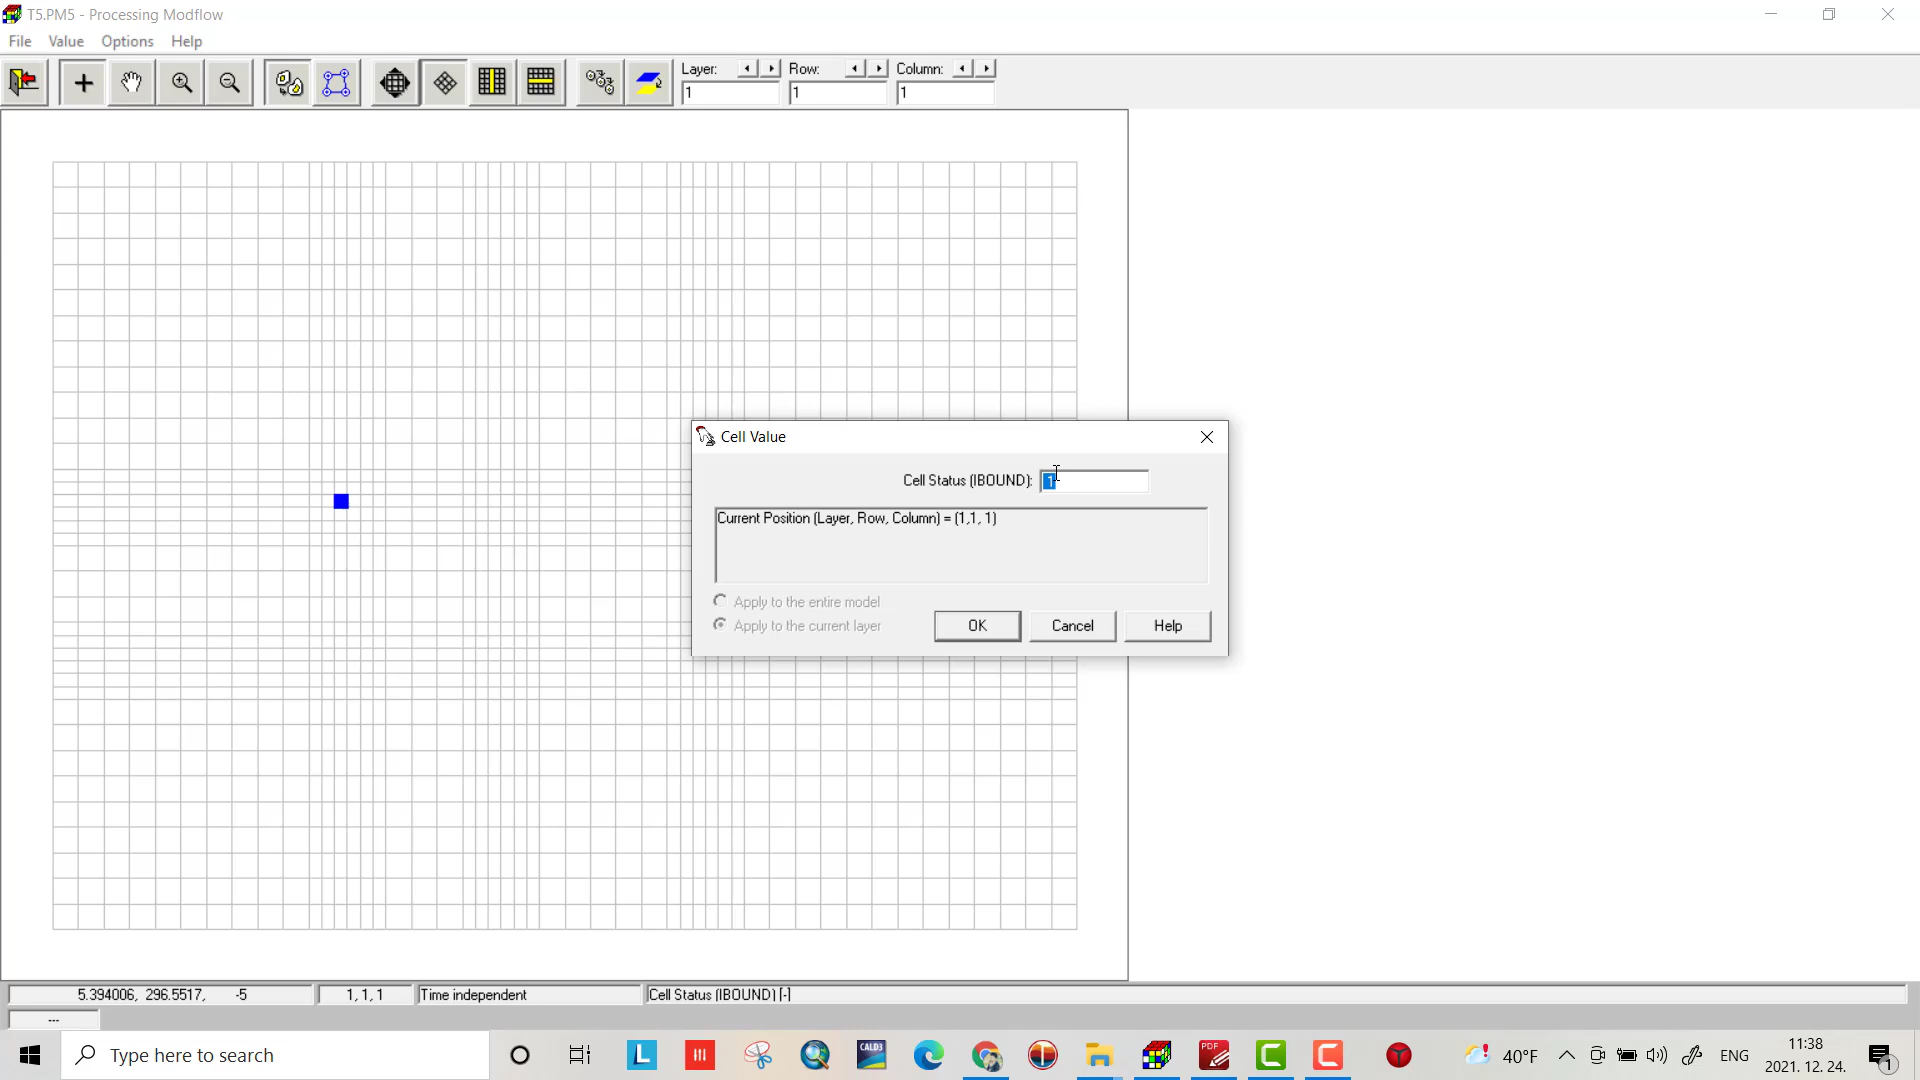 T5.PM5 - Processing Modflow
File Value Options Help
Layer: Row: Column:
1 1 1
Cell Value
Cell Status (IBOUND): 1
Current Position (Layer, Row, Column) = (1,1, 1)
Apply to the entire model
Apply to the current layer
OK Cancel Help
5.394006, 296.5517, -5 1, 1, 1 Time independent Cell Status (IBOUND) [-]
---
Type here to search
L
CALD3
PDF
C
C
40°F
ENG
11:38
2021. 12. 24.
1